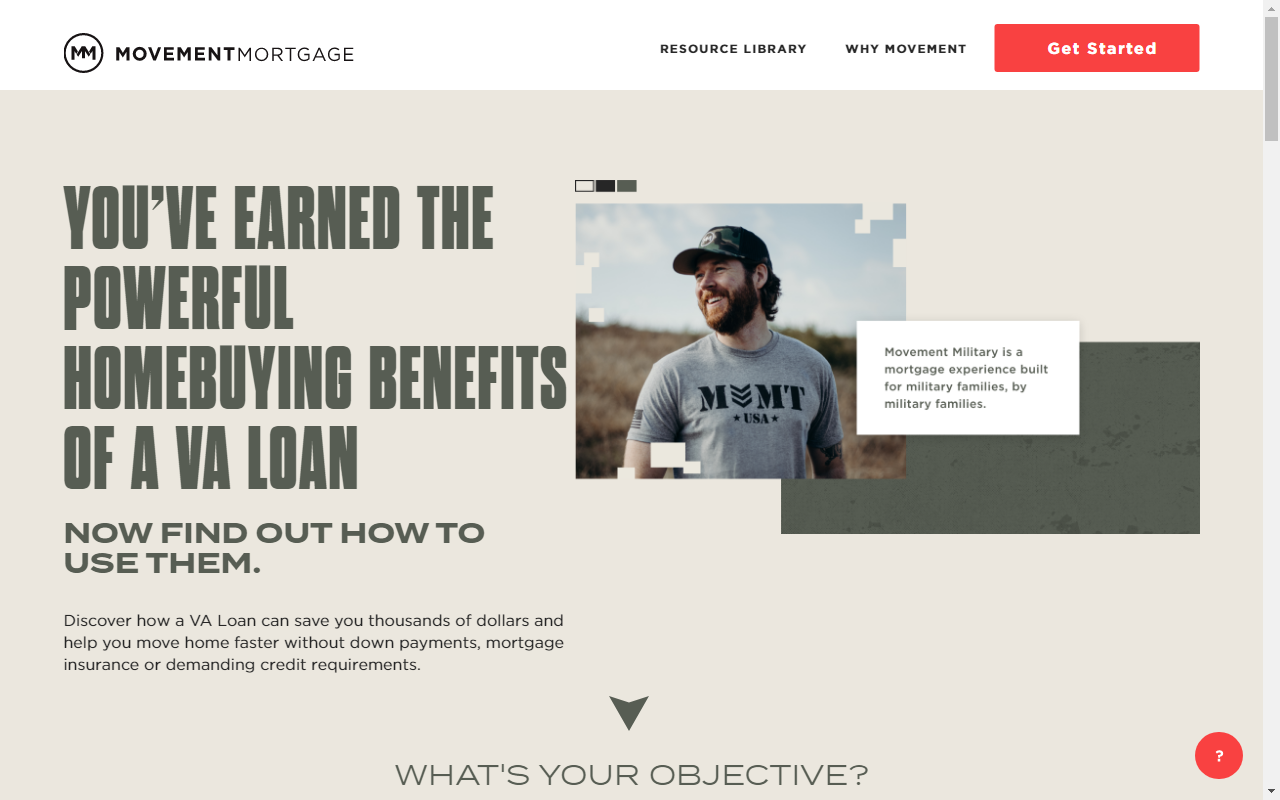 MOVEMENTMORTGAGE
RESOURCE LIBRARY
WHY MOVEMENT
Get Started
YOU'VE EARNED THE
POWERFUL
HOMEBUYING BENEFITS
OF A VA LOAN
MVMT
USA
Movement Military is a
mortgage experience built
for military families, by
military families.
NOW FIND OUT HOW TO
USE THEM.
Discover how a VA Loan can save you thousands of dollars and
help you move home faster without down payments, mortgage
insurance or demanding credit requirements.
WHAT'S YOUR OBJECTIVE?
?